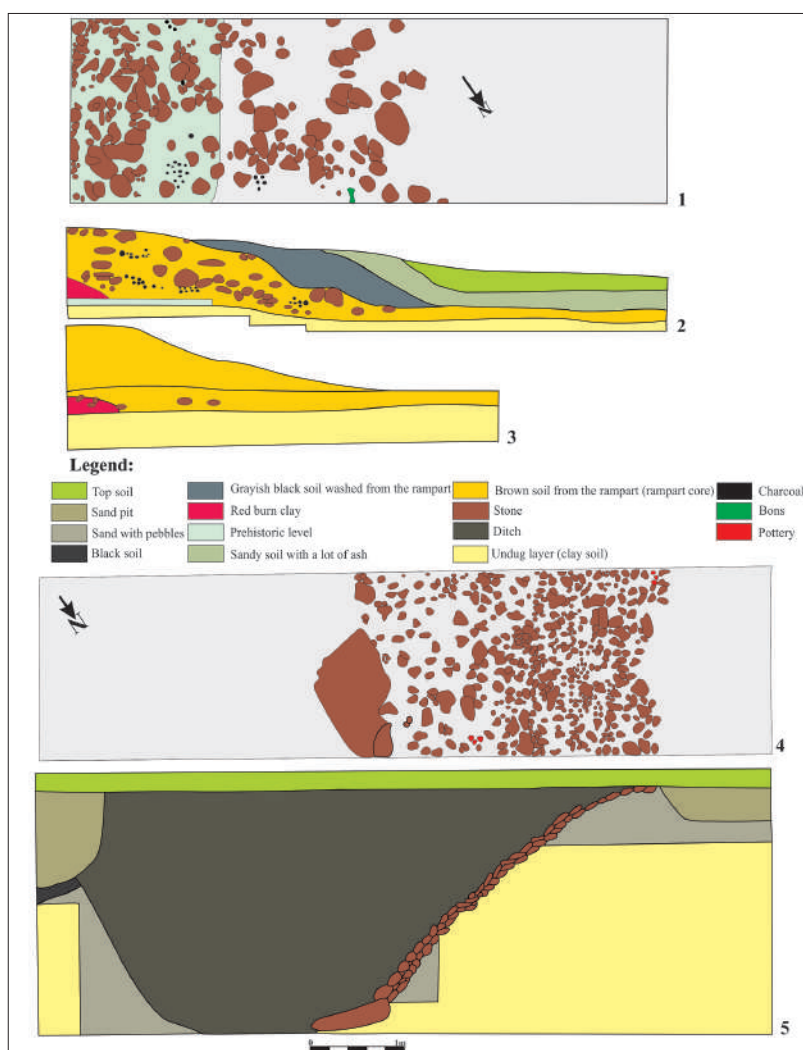 N
1
2
3
Legend:
Top soil
Grayish black soil washed from the rampart
Brown soil from the rampart (rampart core)
Charcoal
Sand pit
Red burn clay
Stone
Bons
Sand with pebbles
Prehistoric level
Ditch
Pottery
Black soil
Sandy soil with a lot of ash
Undug layer (clay soil)
N
4
5
0 1m